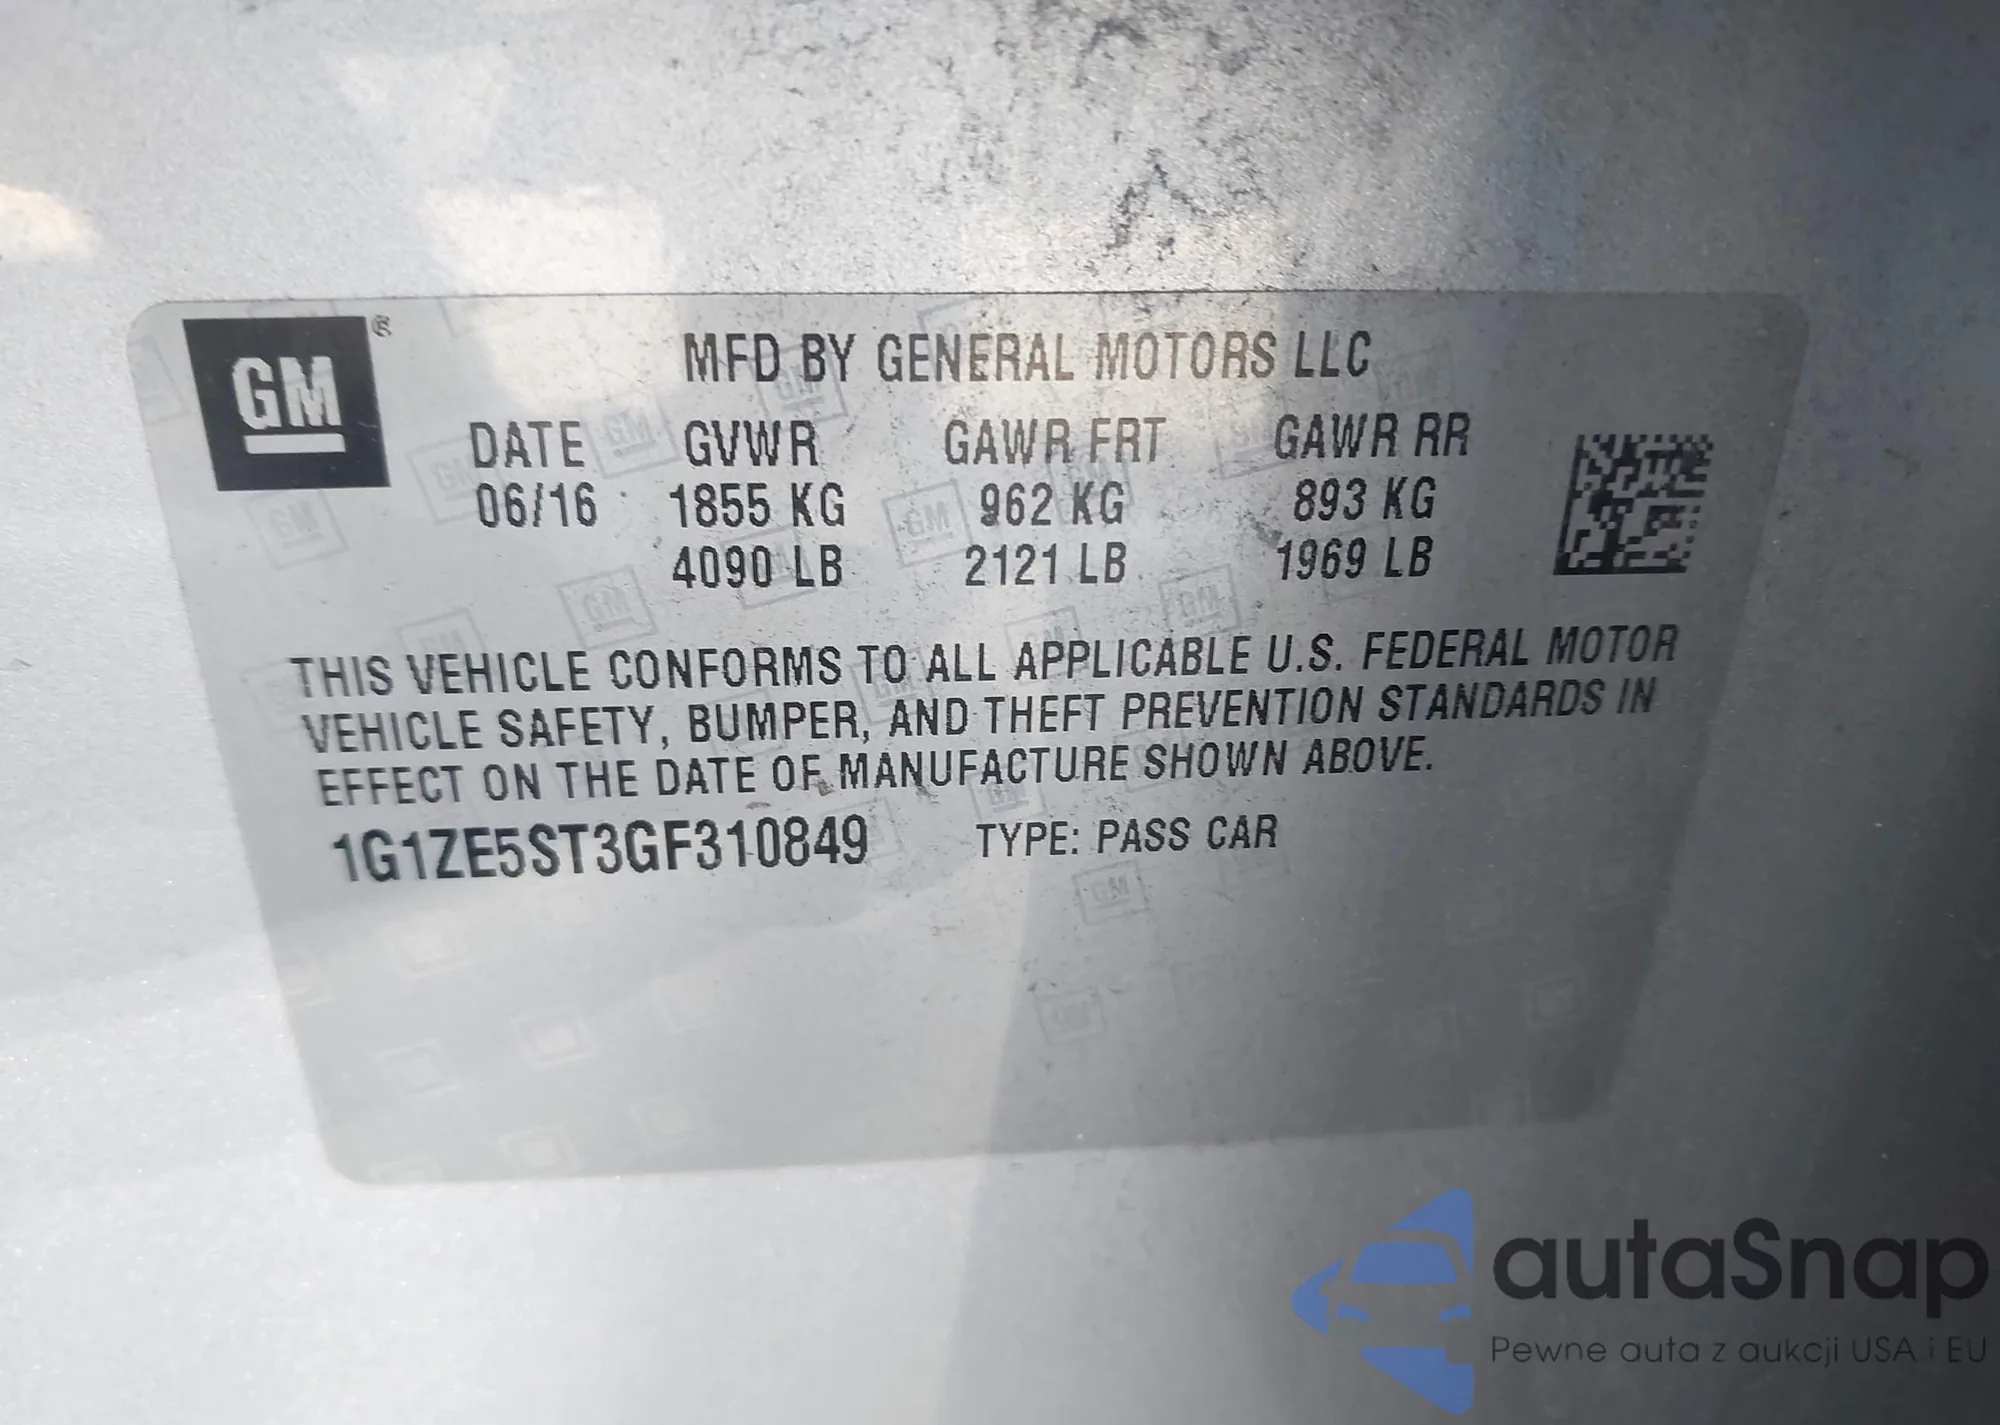 GM ®
MFD BY GENERAL MOTORS LLC
DATE GVWR GAWR FRT GAWR RR
06/16 1855 KG 962 KG 893 KG
4090 LB 2121 LB 1969 LB
THIS VEHICLE CONFORMS TO ALL APPLICABLE U.S. FEDERAL MOTOR
VEHICLE SAFETY, BUMPER, AND THEFT PREVENTION STANDARDS IN
EFFECT ON THE DATE OF MANUFACTURE SHOWN ABOVE.
1G1ZE5ST3GF310849 TYPE: PASS CAR
autaSnap
Pewne auta z aukcji USA i EU